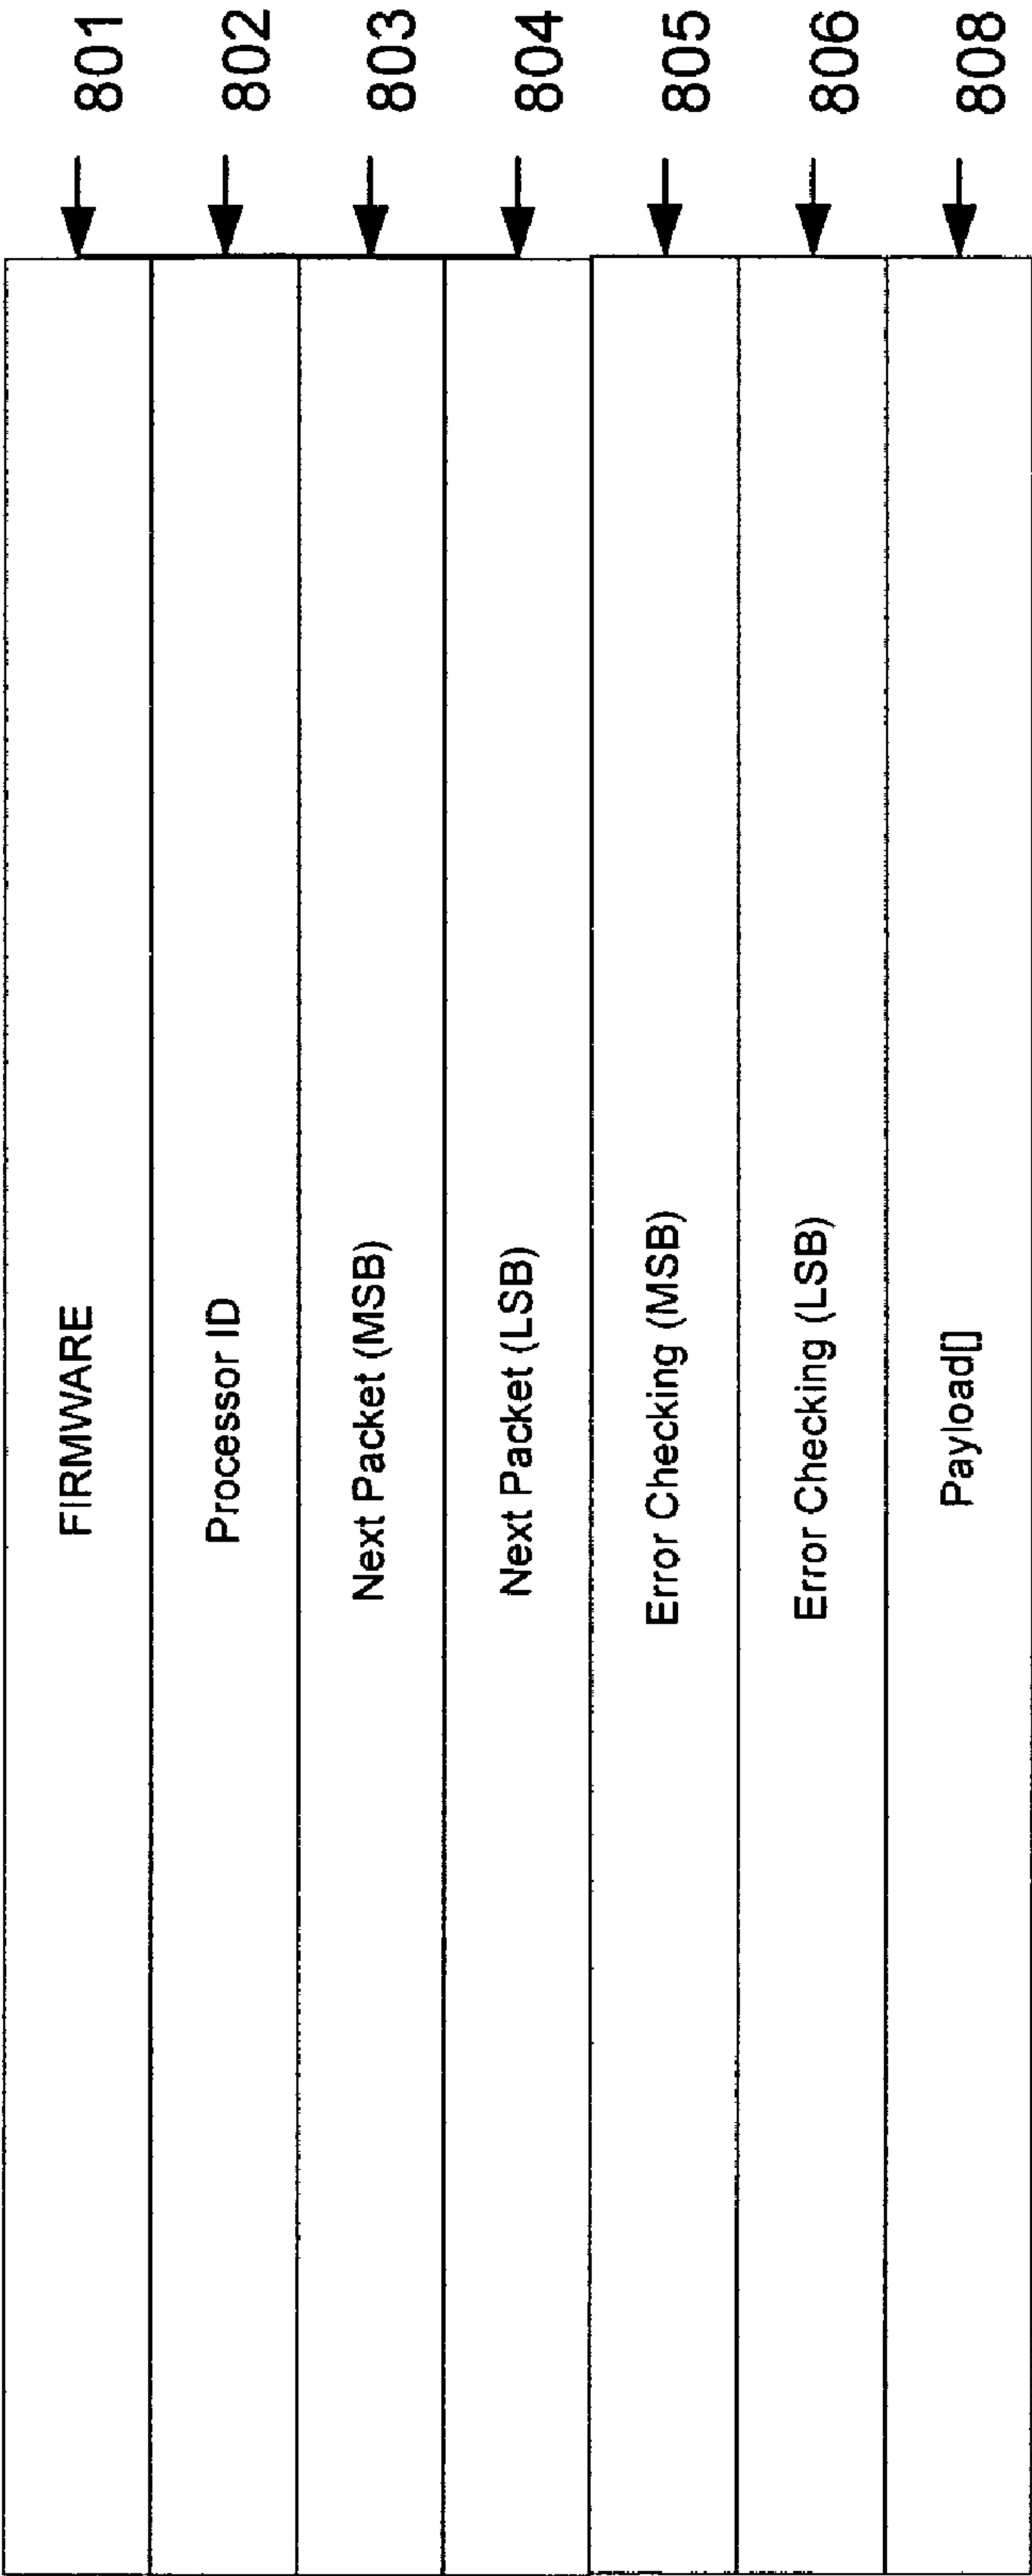 FIRMWARE 801
Processor ID 802
Next Packet (MSB) 803
Next Packet (LSB) 804
Error Checking (MSB) 805
Error Checking (LSB) 806
Payload[] 808